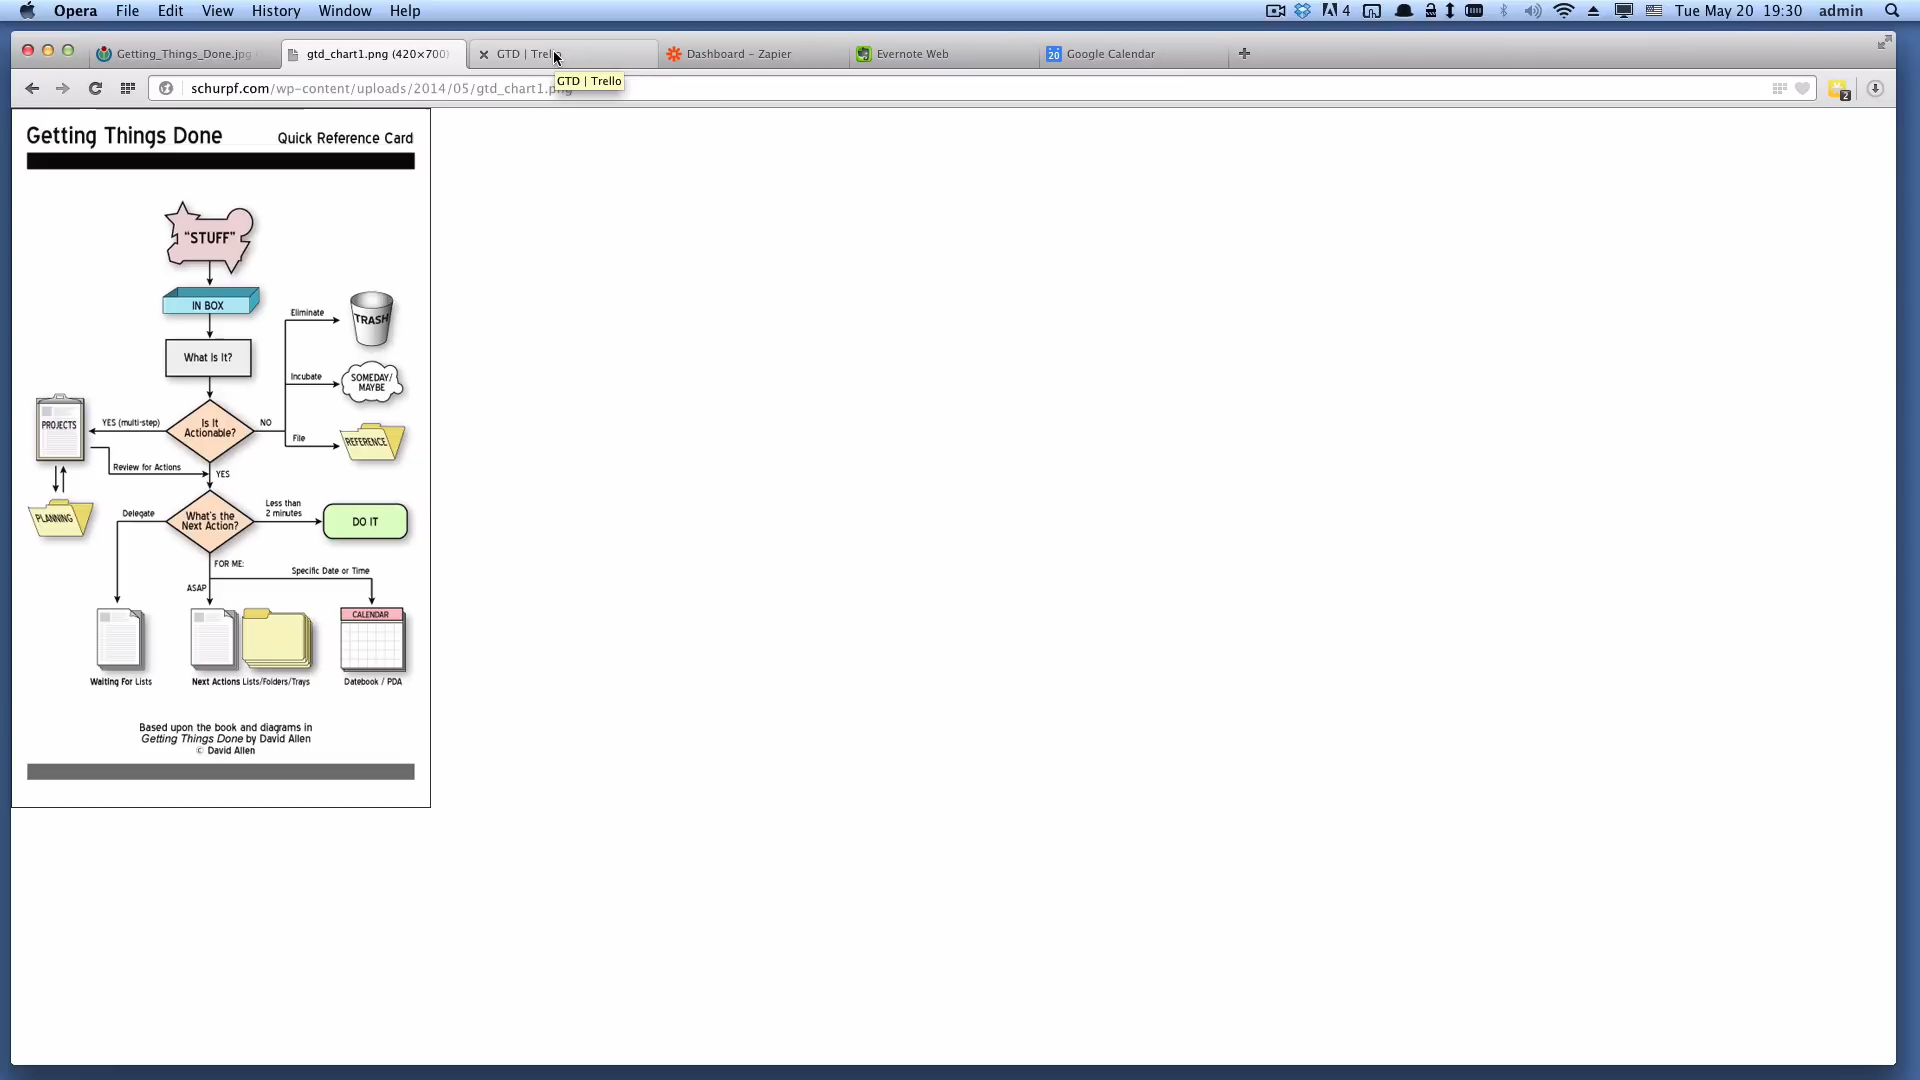 Opera File Edit View History Window Help
4
Tue May 20 19:30 admin
Getting_Things_Done.jpg
gtd_chart1.png (420×700)
GTD | Trello
Dashboard – Zapier
Evernote Web
20 Google Calendar
GTD | Trello
schurpf.com/wp-content/uploads/2014/05/gtd_chart1.png
2
Getting Things Done
Quick Reference Card
"STUFF"
IN BOX
Eliminate
TRASH
What Is It?
Incubate
SOMEDAY/
MAYBE
PROJECTS
YES (multi-step)
Is It
Actionable?
NO
File
REFERENCE
Review for Actions
YES
PLANNING
Delegate
What's the
Next Action?
Less than
2 minutes
DO IT
FOR ME:
Specific Date or Time
ASAP
CALENDAR
Waiting For Lists
Next Actions Lists/Folders/Trays
Datebook / PDA
Based upon the book and diagrams in
Getting Things Done by David Allen
© David Allen